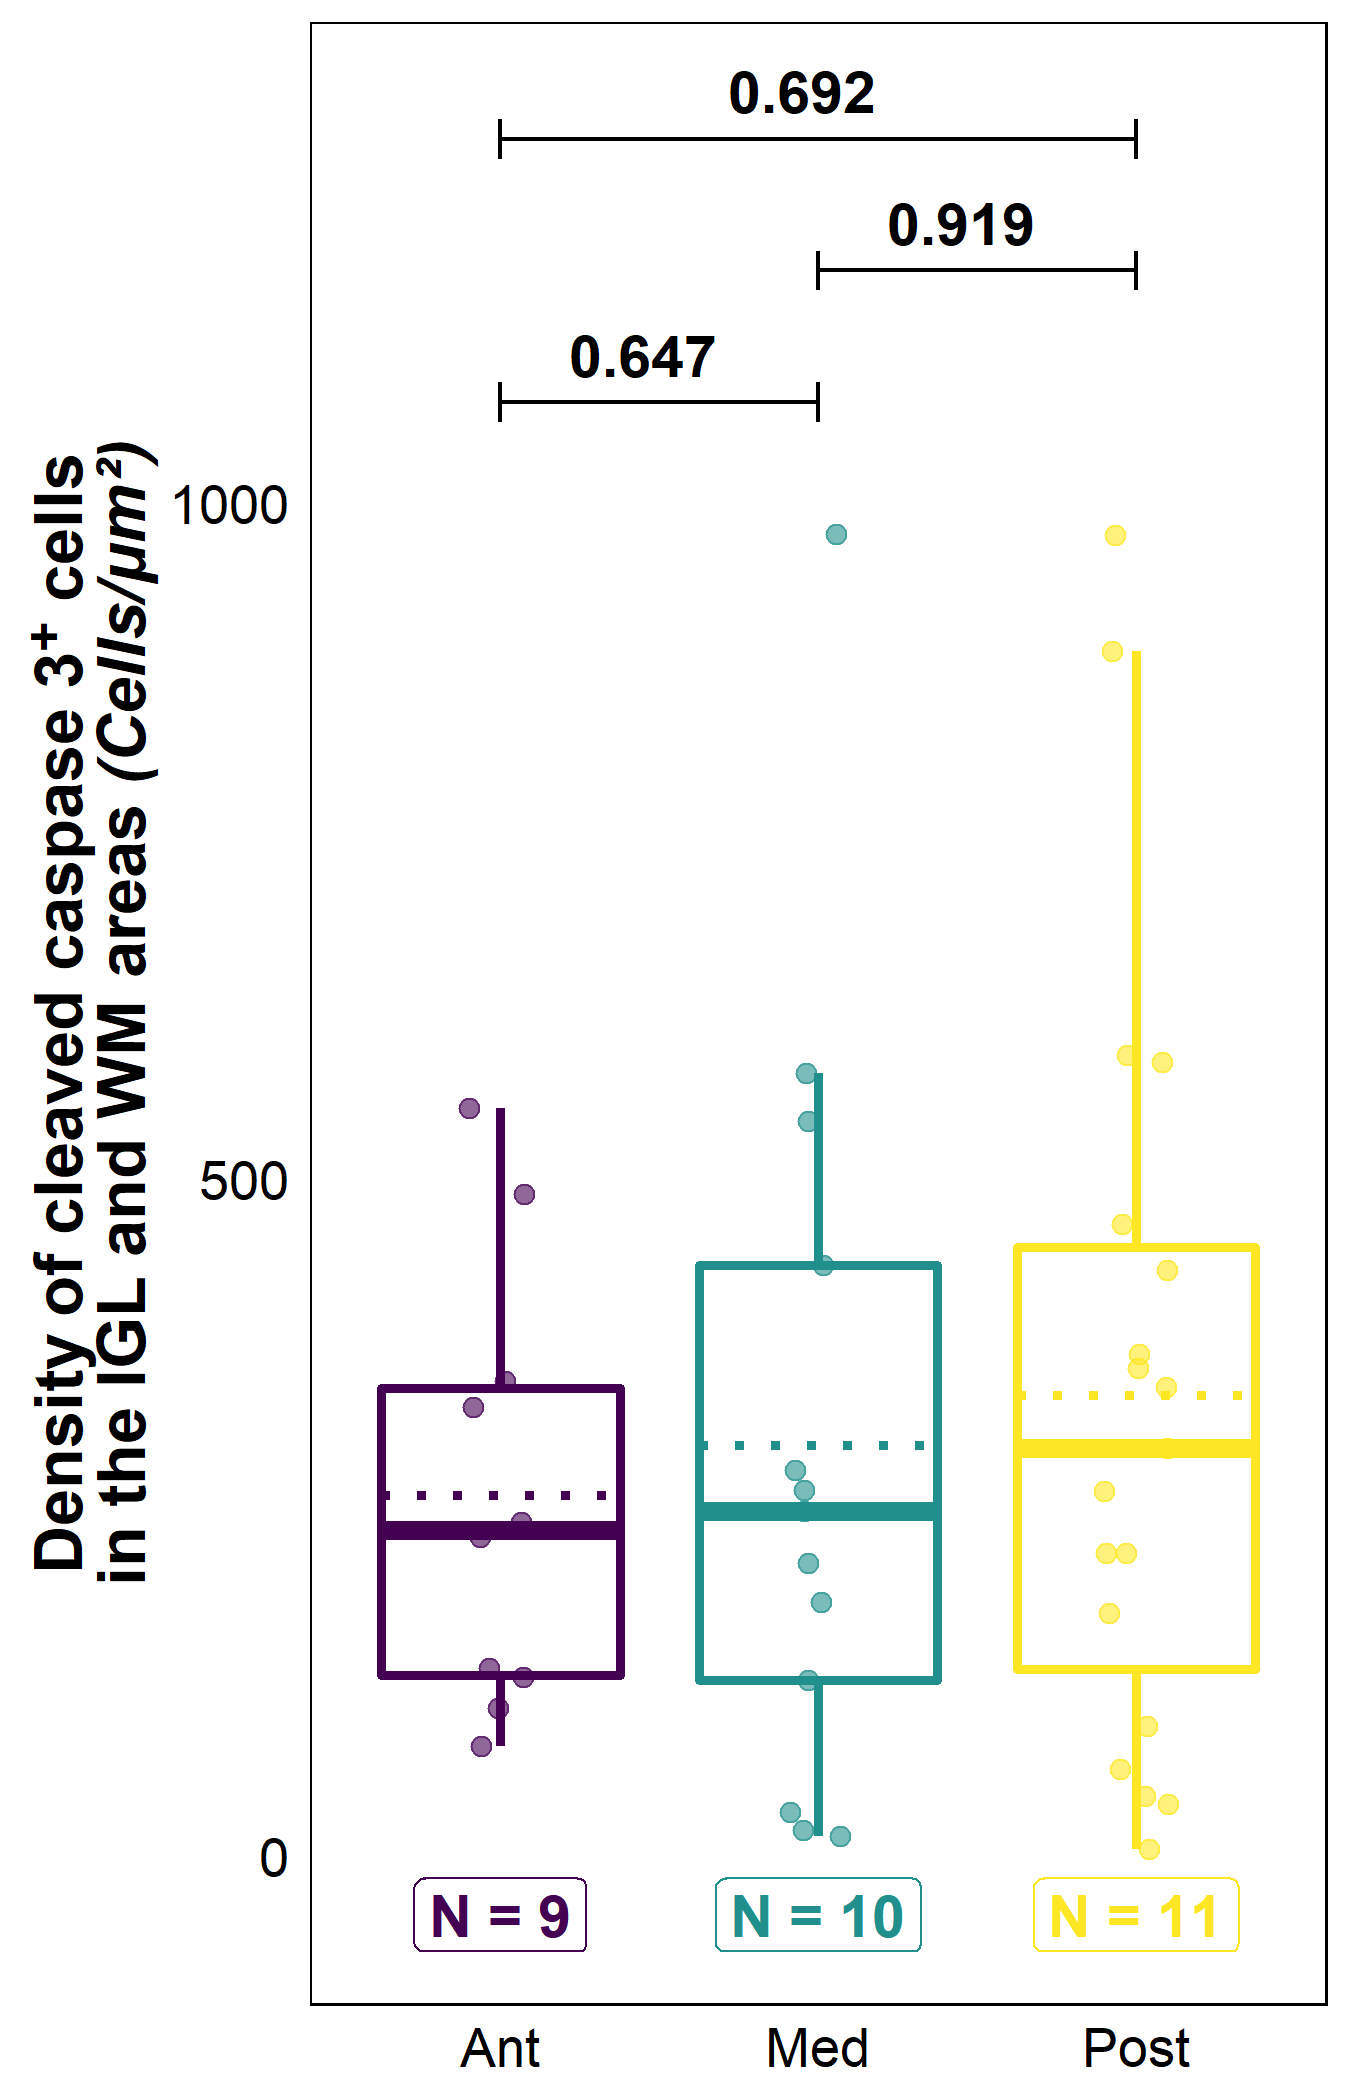 0.692
0.919
0.647
Density of cleaved caspase 3⁺ cells
in the IGL and WM areas (Cells/µm²)
1000
500
0
N = 9
N = 10
N = 11
Ant
Med
Post